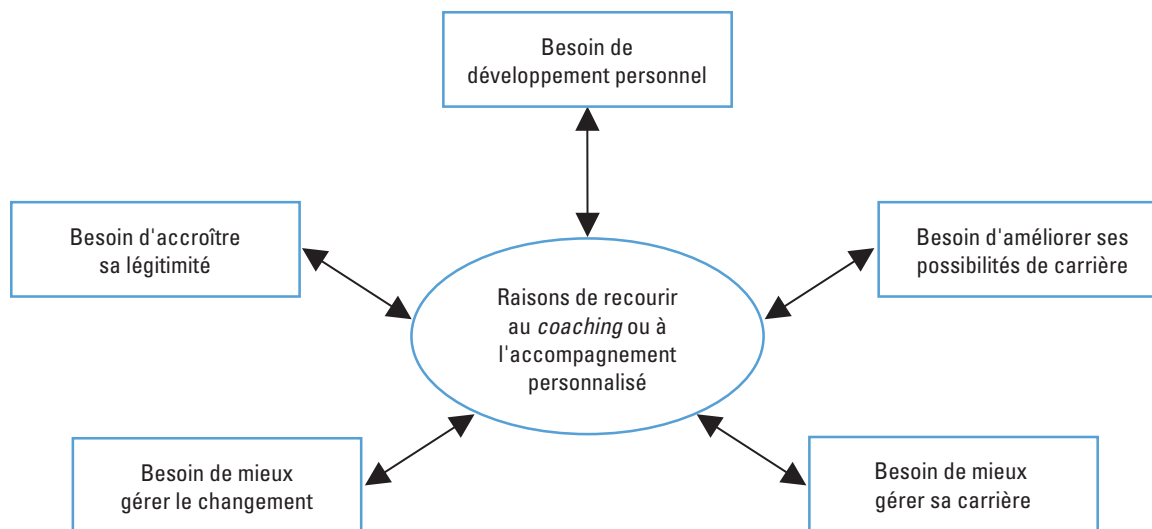 Besoin de
développement personnel
Besoin d'accroître
sa légitimité
Besoin d'améliorer ses
possibilités de carrière
Raisons de recourir
au coaching ou à
l'accompagnement
personnalisé
Besoin de mieux
gérer le changement
Besoin de mieux
gérer sa carrière